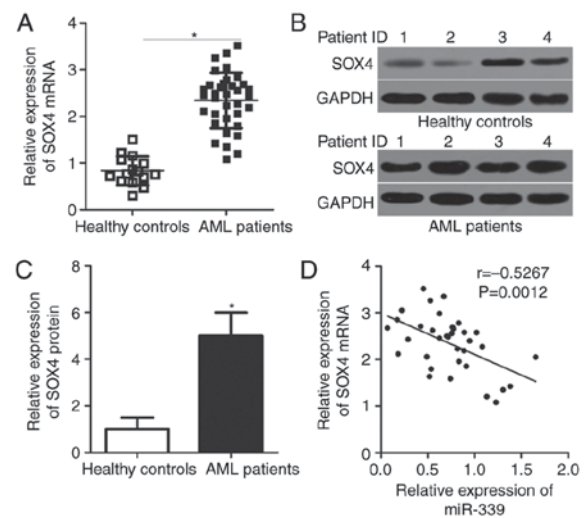 A
Relative expression
of SOX4 mRNA
4
3
2
1
0
*
Healthy controls
AML patients
B
Patient ID 1 2 3 4
SOX4
GAPDH
Healthy controls
Patient ID 1 2 3 4
SOX4
GAPDH
AML patients
C
Relative expression
of SOX4 protein
8
6
4
2
0
*
Healthy controls
AML patients
D
r=−0.5267
P=0.0012
Relative expression
of SOX4 mRNA
4
3
2
1
0
0.0 0.5 1.0 1.5 2.0
Relative expression of
miR-339